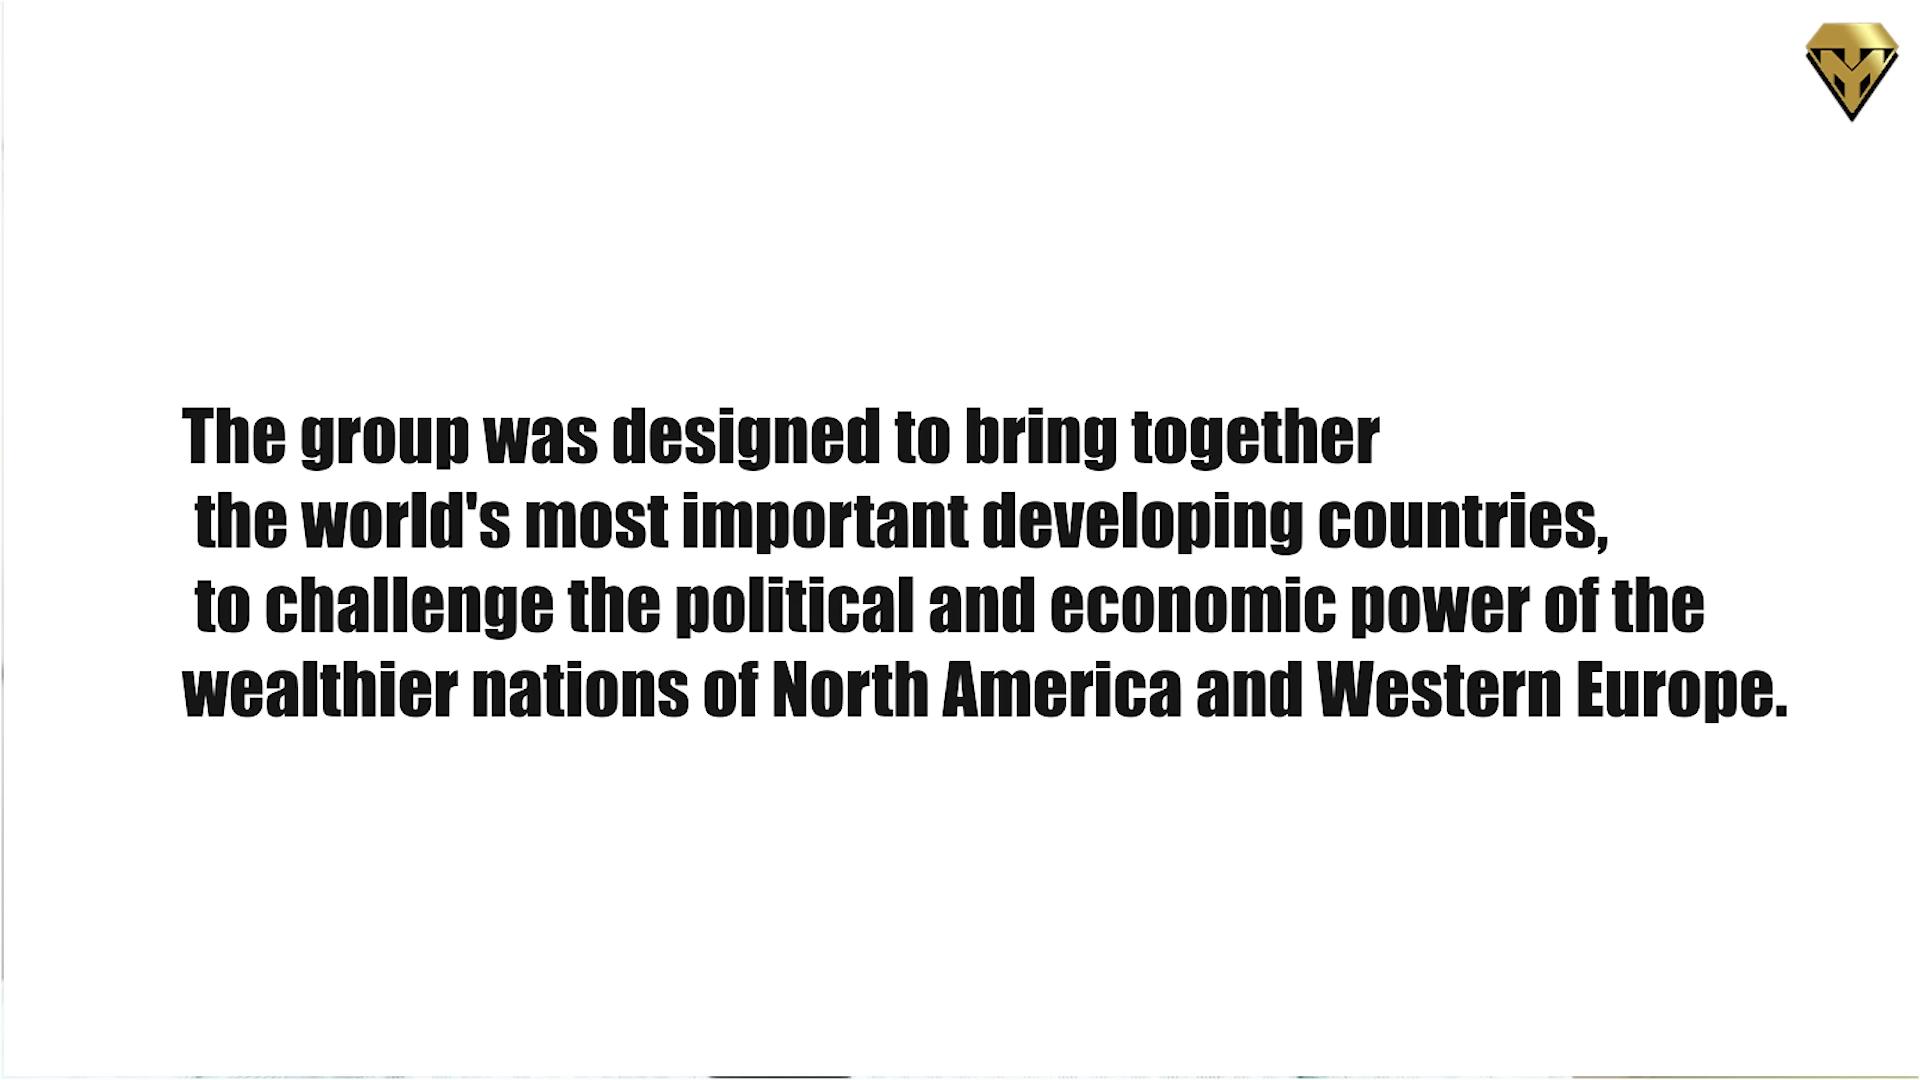 The group was designed to bring together
the world's most important developing countries,
to challenge the political and economic power of the
wealthier nations of North America and Western Europe.